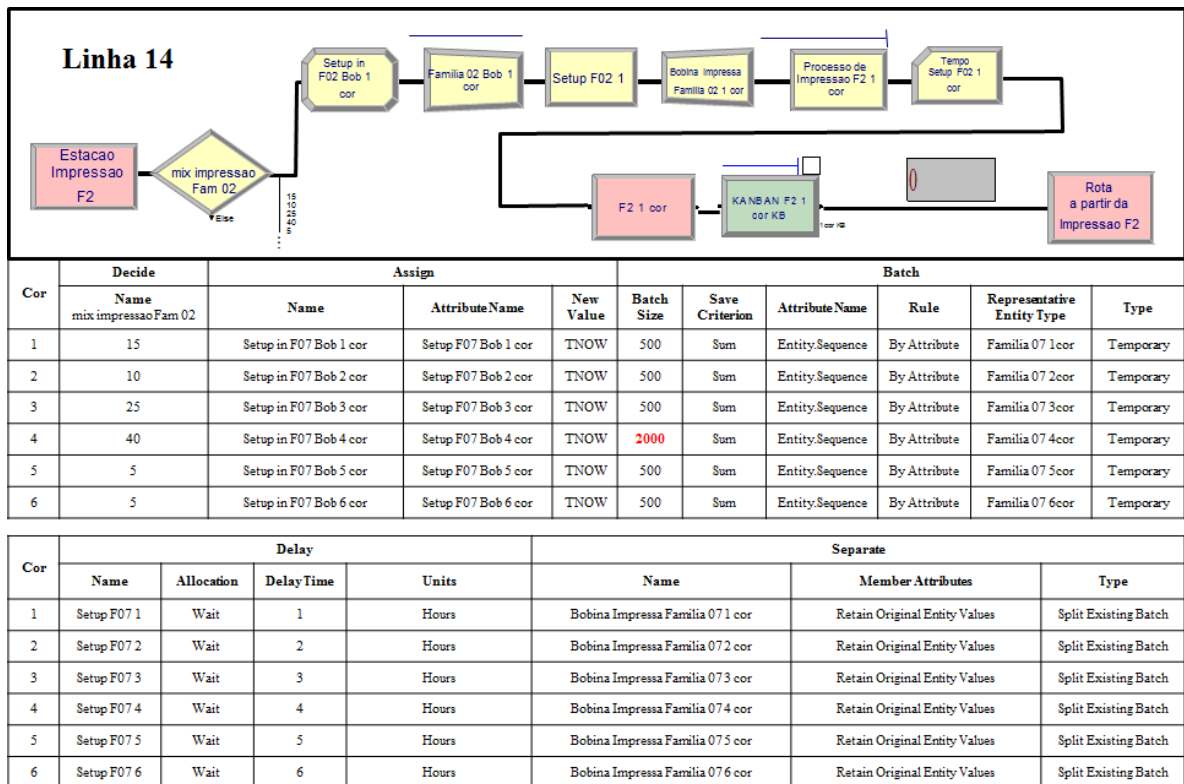 Linha 14
Setup in
F02 Bob 1
cor
Familia 02 Bob 1
cor
Setup F02 1
Bobina Impressa
Familia 02 1 cor
Processo de
Impressao F2 1
cor
Tempo
Setup F02 1
cor
Estacao
Impressao
F2
mix impressao
Fam 02
Else
15
10
25
40
5
F2 1 cor
KANBAN F2 1
cor KB
1 cor KB
0
Rota
a partir da
Impressao F2
Cor Decide Assign Batch
Name mix impressao Fam 02 Name Attribute Name New Value Batch Size Save Criterion Attribute Name Rule Representative Entity Type Type
1 15 Setup in F07 Bob 1 cor Setup F07 Bob 1 cor TNOW 500 Sum Entity.Sequence By Attribute Familia 07 1cor Temporary
2 10 Setup in F07 Bob 2 cor Setup F07 Bob 2 cor TNOW 500 Sum Entity.Sequence By Attribute Familia 07 2cor Temporary
3 25 Setup in F07 Bob 3 cor Setup F07 Bob 3 cor TNOW 500 Sum Entity.Sequence By Attribute Familia 07 3cor Temporary
4 40 Setup in F07 Bob 4 cor Setup F07 Bob 4 cor TNOW 2000 Sum Entity.Sequence By Attribute Familia 07 4cor Temporary
5 5 Setup in F07 Bob 5 cor Setup F07 Bob 5 cor TNOW 500 Sum Entity.Sequence By Attribute Familia 07 5cor Temporary
6 5 Setup in F07 Bob 6 cor Setup F07 Bob 6 cor TNOW 500 Sum Entity.Sequence By Attribute Familia 07 6cor Temporary
Cor Delay Separate
Name Allocation Delay Time Units Name Member Attributes Type
1 Setup F07 1 Wait 1 Hours Bobina Impressa Familia 07 1 cor Retain Original Entity Values Split Existing Batch
2 Setup F07 2 Wait 2 Hours Bobina Impressa Familia 07 2 cor Retain Original Entity Values Split Existing Batch
3 Setup F07 3 Wait 3 Hours Bobina Impressa Familia 07 3 cor Retain Original Entity Values Split Existing Batch
4 Setup F07 4 Wait 4 Hours Bobina Impressa Familia 07 4 cor Retain Original Entity Values Split Existing Batch
5 Setup F07 5 Wait 5 Hours Bobina Impressa Familia 07 5 cor Retain Original Entity Values Split Existing Batch
6 Setup F07 6 Wait 6 Hours Bobina Impressa Familia 07 6 cor Retain Original Entity Values Split Existing Batch